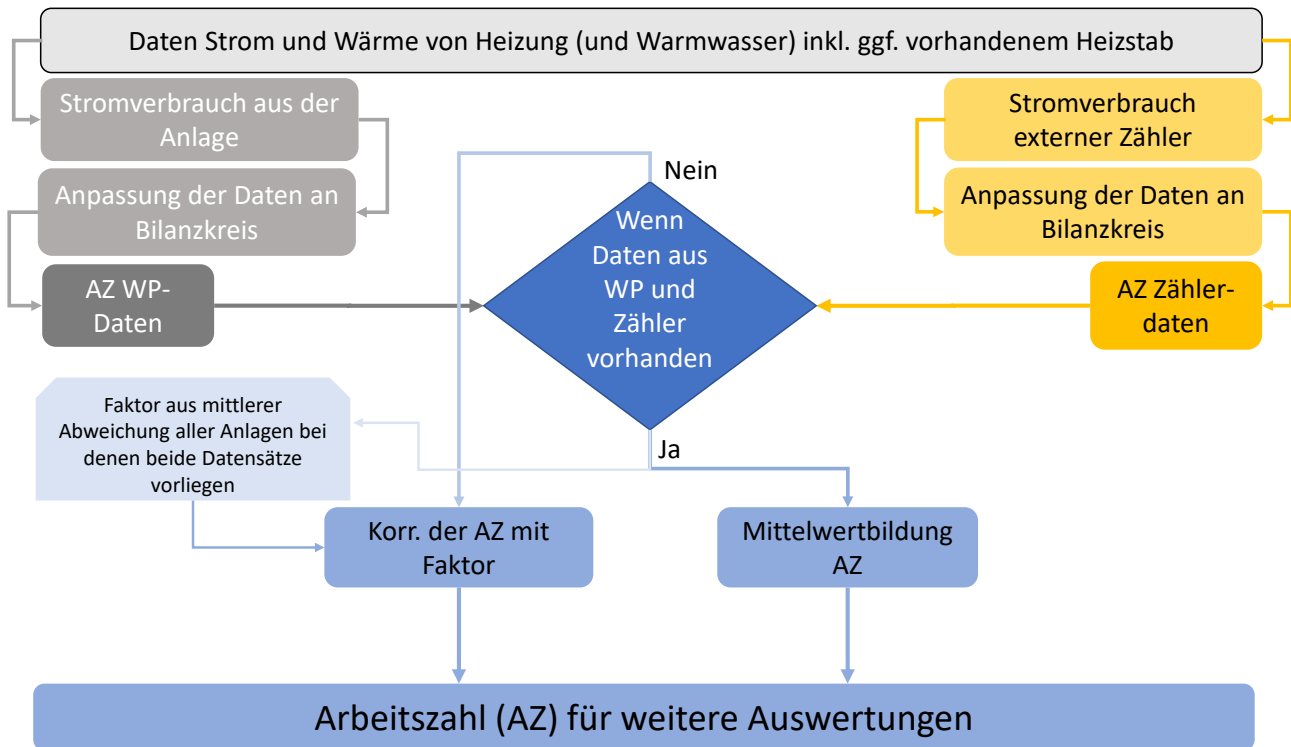 Daten Strom und Wärme von Heizung (und Warmwasser) inkl. ggf. vorhandenem Heizstab
Stromverbrauch aus der
Anlage
Anpassung der Daten an
Bilanzkreis
AZ WP-
Daten
Stromverbrauch
externer Zähler
Anpassung der Daten an
Bilanzkreis
AZ Zähler-
daten
Nein
Wenn
Daten aus
WP und
Zähler
vorhanden
Ja
Faktor aus mittlerer
Abweichung aller Anlagen bei
denen beide Datensätze
vorliegen
Korr. der AZ mit
Faktor
Mittelwertbildung
AZ
Arbeitszahl (AZ) für weitere Auswertungen